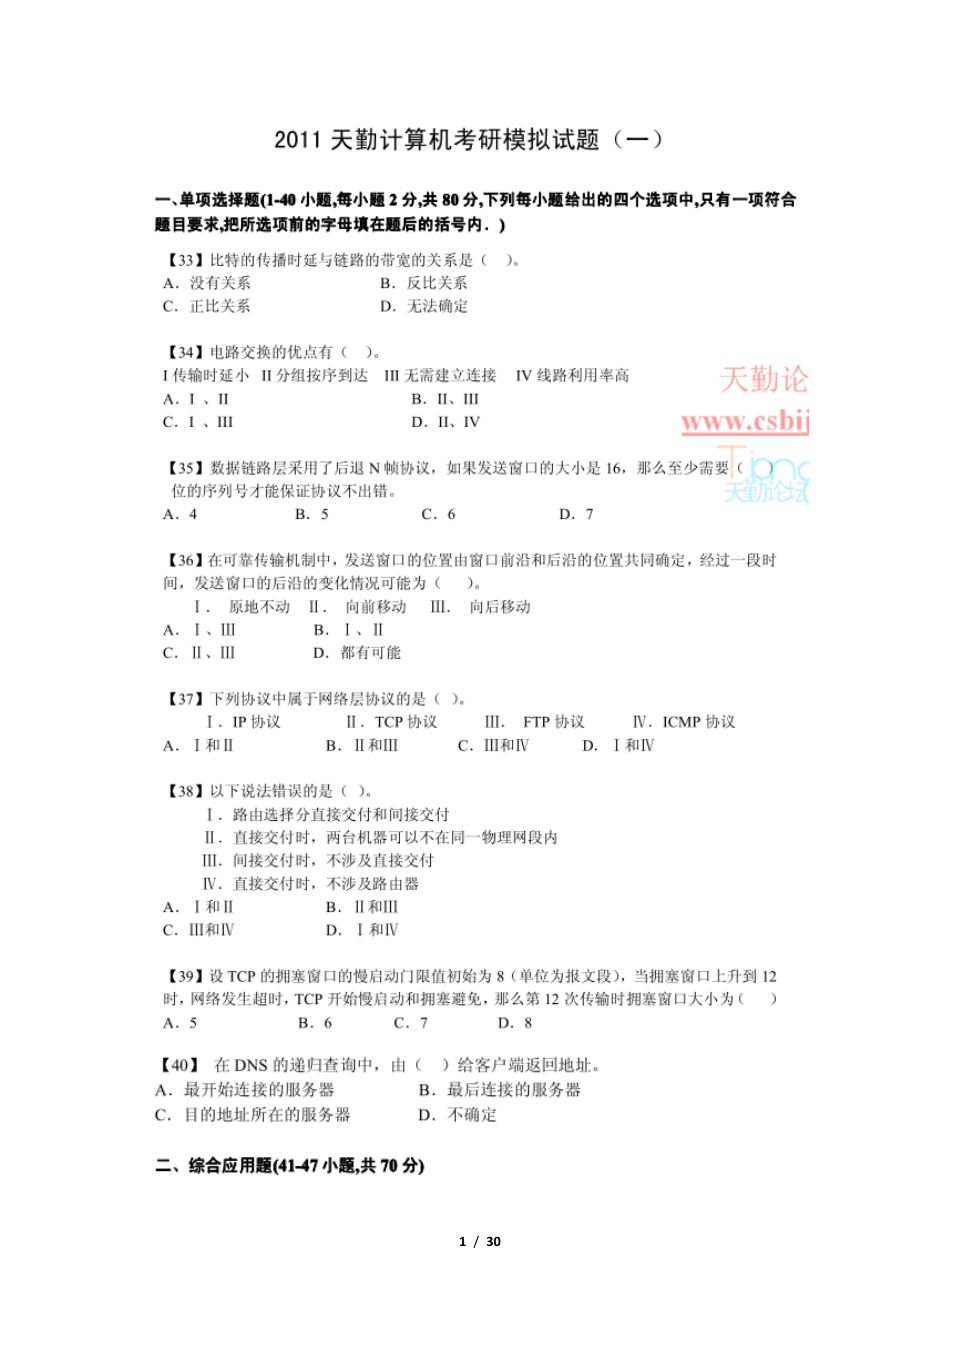 2011 天勤计算机考研模拟试题（一）
一、单项选择题(1-40 小题,每小题 2 分,共 80 分,下列每小题给出的四个选项中,只有一项符合
题目要求,把所选项前的字母填在题后的括号内．)
【33】比特的传播时延与链路的带宽的关系是（ ）。
A．没有关系 B．反比关系
C．正比关系 D．无法确定
【34】电路交换的优点有（ ）。
I 传输时延小 II 分组按序到达 III 无需建立连接 IV 线路利用率高
A．I 、II B．II、III
C．I 、III D．II、IV
天勤论
www.csbij
【35】数据链路层采用了后退 N 帧协议，如果发送窗口的大小是 16，那么至少需要（ ）
位的序列号才能保证协议不出错。
天勤论坛
A．4 B．5 C．6 D．7
【36】在可靠传输机制中，发送窗口的位置由窗口前沿和后沿的位置共同确定，经过一段时
间，发送窗口的后沿的变化情况可能为（ ）。
Ⅰ． 原地不动 Ⅱ． 向前移动 Ⅲ． 向后移动
A．Ⅰ、Ⅲ B．Ⅰ、Ⅱ
C．Ⅱ、Ⅲ D．都有可能
【37】下列协议中属于网络层协议的是（ ）。
Ⅰ．IP 协议 Ⅱ．TCP 协议 Ⅲ． FTP 协议 Ⅳ．ICMP 协议
A．Ⅰ和Ⅱ B．Ⅱ和Ⅲ C．Ⅲ和Ⅳ D．Ⅰ和Ⅳ
【38】以下说法错误的是（ ）。
Ⅰ．路由选择分直接交付和间接交付
Ⅱ．直接交付时，两台机器可以不在同一物理网段内
Ⅲ．间接交付时，不涉及直接交付
Ⅳ．直接交付时，不涉及路由器
A．Ⅰ和Ⅱ B．Ⅱ和Ⅲ
C．Ⅲ和Ⅳ D．Ⅰ和Ⅳ
【39】设 TCP 的拥塞窗口的慢启动门限值初始为 8（单位为报文段），当拥塞窗口上升到 12
时，网络发生超时，TCP 开始慢启动和拥塞避免，那么第 12 次传输时拥塞窗口大小为（ ）
A．5 B．6 C．7 D．8
【40】 在 DNS 的递归查询中，由（ ）给客户端返回地址。
A．最开始连接的服务器 B．最后连接的服务器
C．目的地址所在的服务器 D．不确定
二、综合应用题(41-47 小题,共 70 分)
1 / 30